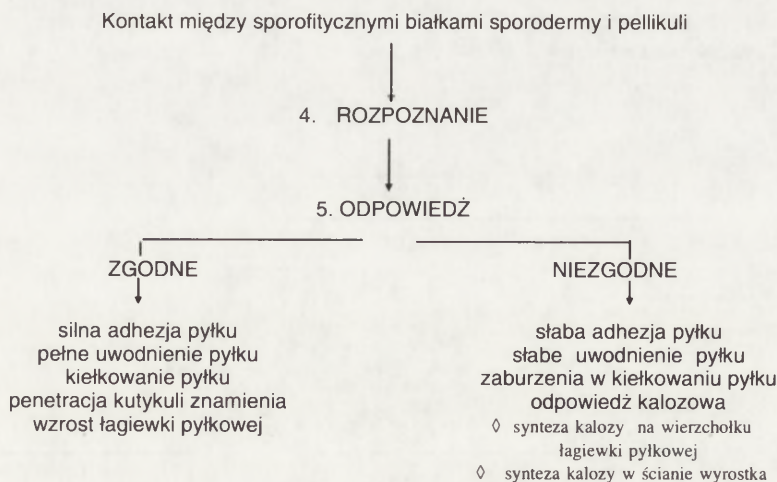 Kontakt między sporofitycznymi białkami sporodermy i pellikuli
4. ROZPOZNANIE
5. ODPOWIEDŹ
ZGODNE
silna adhezja pyłku
pełne uwodnienie pyłku
kiełkowanie pyłku
penetracja kutykuli znamienia
wzrost łagiewki pyłkowej
NIEZGODNE
słaba adhezja pyłku
słabe uwodnienie pyłku
zaburzenia w kiełkowaniu pyłku
odpowiedź kalozowa
◊ synteza kalozy na wierzchołku
łagiewki pyłkowej
◊ synteza kalozy w ścianie wyrostka